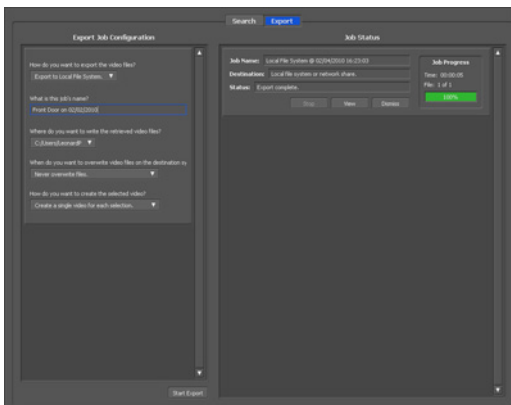 Search
Export
Export Job Configuration
How do you want to export the video files?
Export to Local File System.
What is this job's name?
Front Door on 02/02/2010
Where do you want to write the retrieved video files?
C:/Users/LeonardP
When do you want to overwrite video files on the destination sy
Never overwrite files.
How do you want to create the selected video?
Create a single video for each selection.
Start Export
Job Status
Job Name: Local File System @ 02/04/2010 16:23:03
Destination: Local file system or network share.
Status: Export complete.
Stop
View
Dismiss
Job Progress
Time: 00:00:05
File: 1 of 1
100%